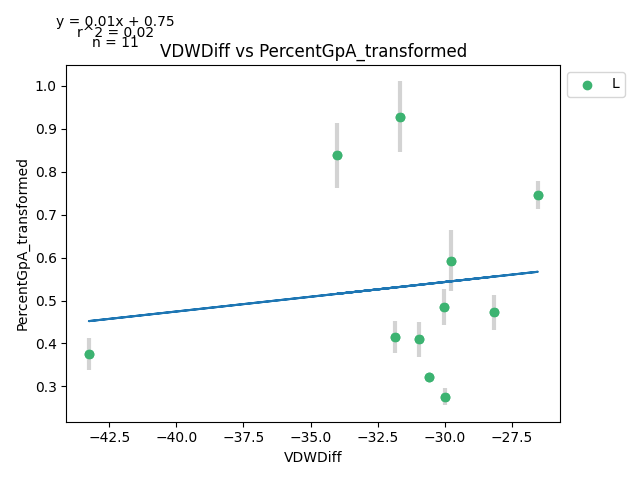 y = 0.01x + 0.75
r^2 = 0.02
n = 11
VDWDiff vs PercentGpA_transformed
L
PercentGpA_transformed
1.0
0.9
0.8
0.7
0.6
0.5
0.4
0.3
−42.5 −40.0 −37.5 −35.0 −32.5 −30.0 −27.5
VDWDiff